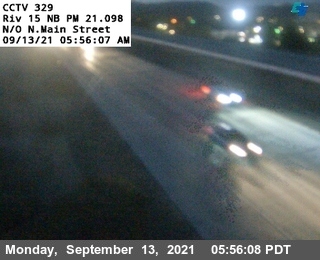 CCTV 329
Riv 15 NB PM 21.098
N/O N.Main Street
09/13/21 05:56:07 AM
Monday, September 13, 2021 05:56:08 PDT